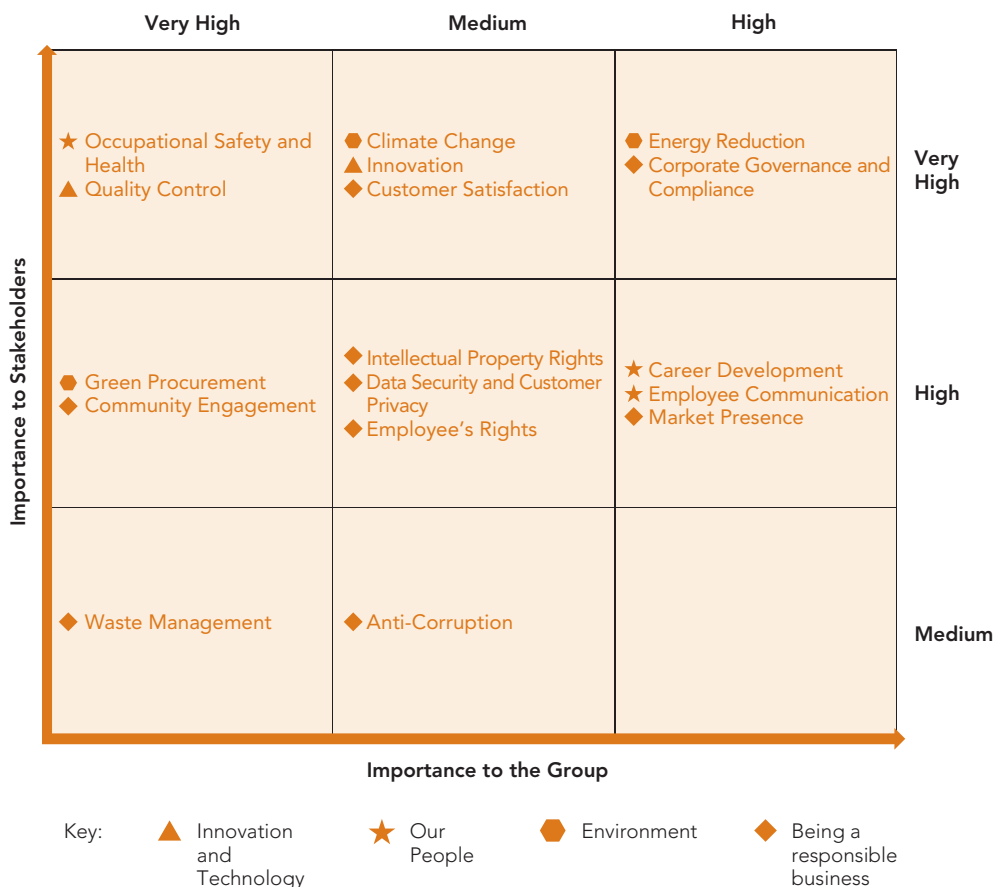 Very High
Medium
High
Occupational Safety and
Health
Quality Control
Climate Change
Innovation
Customer Satisfaction
Energy Reduction
Corporate Governance and
Compliance
Very
High
Importance to Stakeholders
Green Procurement
Community Engagement
Intellectual Property Rights
Data Security and Customer
Privacy
Employee's Rights
Career Development
Employee Communication
Market Presence
High
Waste Management
Anti-Corruption
Medium
Importance to the Group
Key:
Innovation
and
Technology
Our
People
Environment
Being a
responsible
business